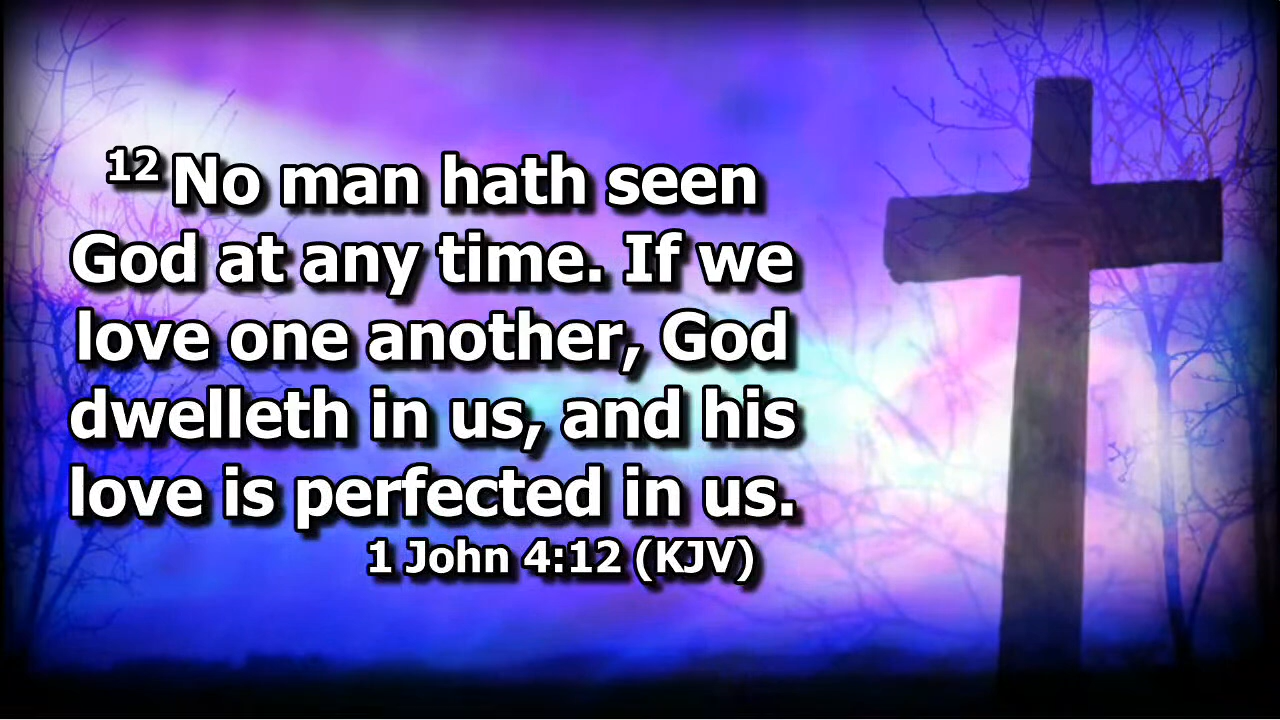 12 No man hath seen
God at any time. If we
love one another, God
dwelleth in us, and his
love is perfected in us.
1 John 4:12 (KJV)